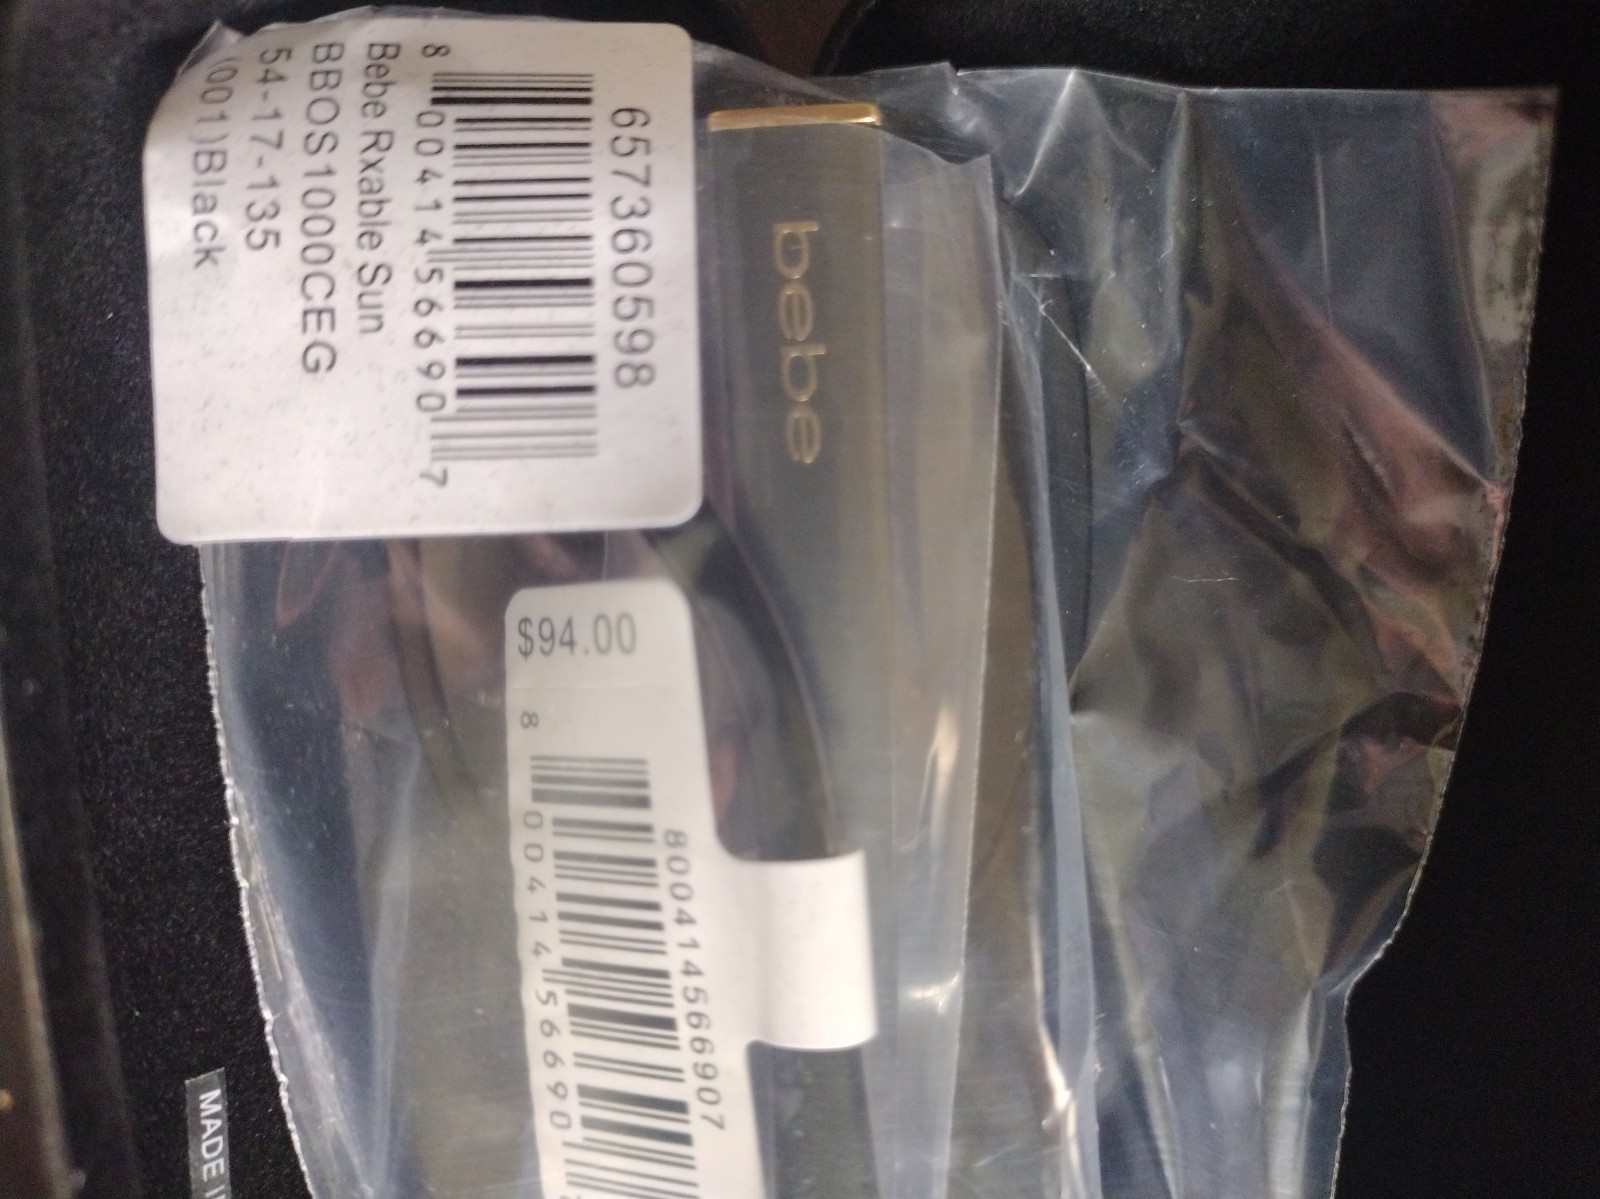 657360598
8 00414 56690 7
Bebe Rxable Sun
BBOS1000CEG
54-17-135
(001)Black
bebe
$94.00
800414566907
8 00414 56690
MADE